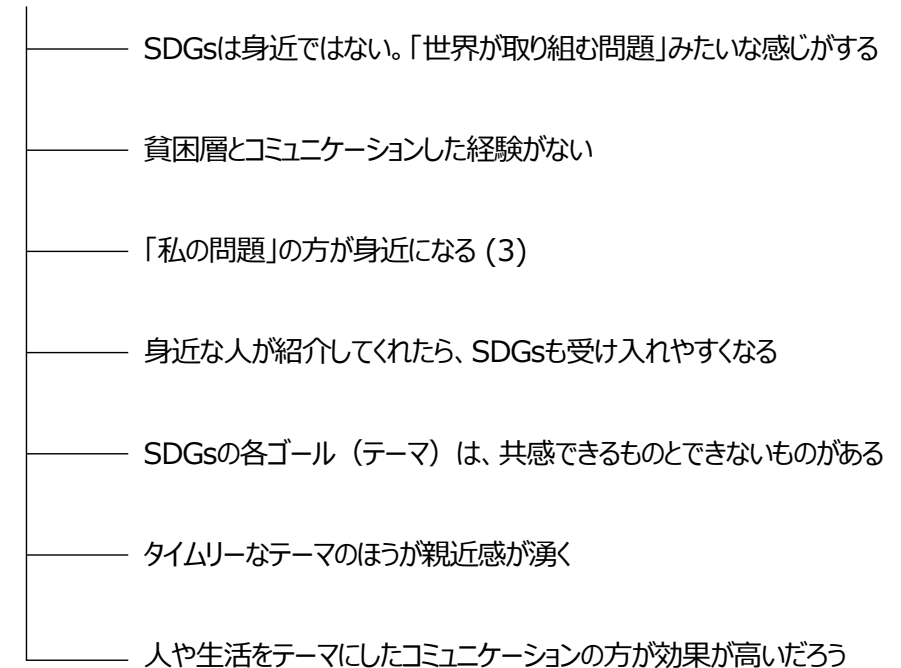 SDGsは身近ではない。「世界が取り組む問題」みたいな感じがする
貧困層とコミュニケーションした経験がない
「私の問題」の方が身近になる (3)
身近な人が紹介してくれたら、SDGsも受け入れやすくなる
SDGsの各ゴール（テーマ）は、共感できるものとできないものがある
タイムリーなテーマのほうが親近感が湧く
人や生活をテーマにしたコミュニケーションの方が効果が高いだろう